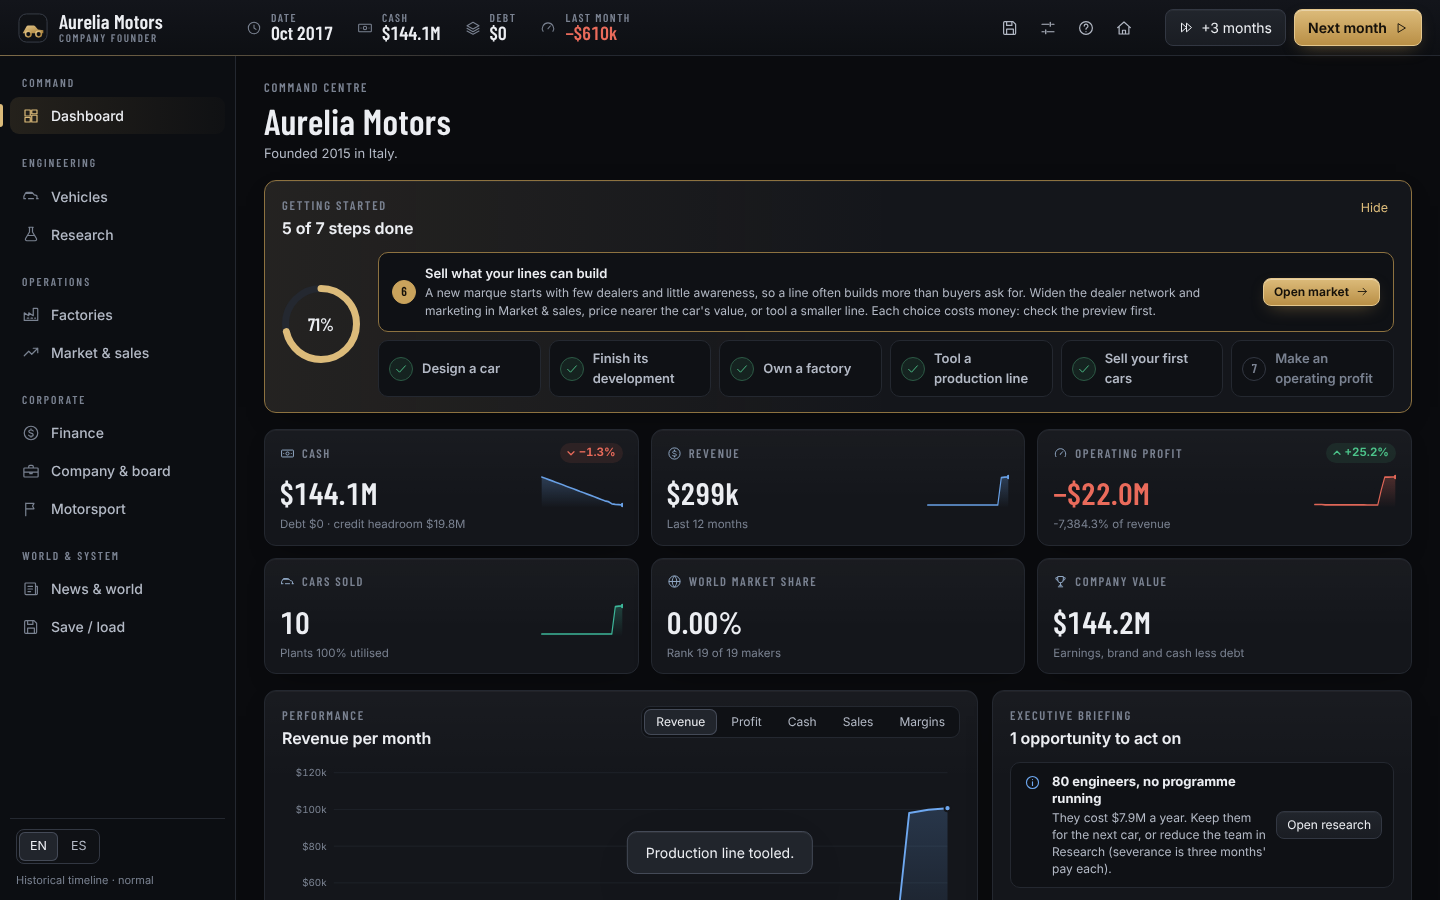 Aurelia Motors
COMPANY FOUNDER
DATE
Oct 2017
CASH
$144.1M
DEBT
$0
LAST MONTH
−$610k
+3 months
Next month
COMMAND
Dashboard
ENGINEERING
Vehicles
Research
OPERATIONS
Factories
Market & sales
CORPORATE
Finance
Company & board
Motorsport
WORLD & SYSTEM
News & world
Save / load
EN
ES
Historical timeline · normal
COMMAND CENTRE
Aurelia Motors
Founded 2015 in Italy.
GETTING STARTED
5 of 7 steps done
Hide
71%
6
Sell what your lines can build
A new marque starts with few dealers and little awareness, so a line often builds more than buyers ask for. Widen the dealer network and
marketing in Market & sales, price nearer the car's value, or tool a smaller line. Each choice costs money: check the preview first.
Open market
Design a car
Finish its
development
Own a factory
Tool a
production line
Sell your first
cars
7
Make an
operating profit
CASH
−1.3%
$144.1M
Debt $0 · credit headroom $19.8M
REVENUE
$299k
Last 12 months
OPERATING PROFIT
+25.2%
−$22.0M
-7,384.3% of revenue
CARS SOLD
10
Plants 100% utilised
WORLD MARKET SHARE
0.00%
Rank 19 of 19 makers
COMPANY VALUE
$144.2M
Earnings, brand and cash less debt
PERFORMANCE
Revenue per month
Revenue
Profit
Cash
Sales
Margins
$120k
$100k
$80k
$60k
Production line tooled.
EXECUTIVE BRIEFING
1 opportunity to act on
80 engineers, no programme
running
They cost $7.9M a year. Keep them
for the next car, or reduce the team in
Research (severance is three months'
pay each).
Open research